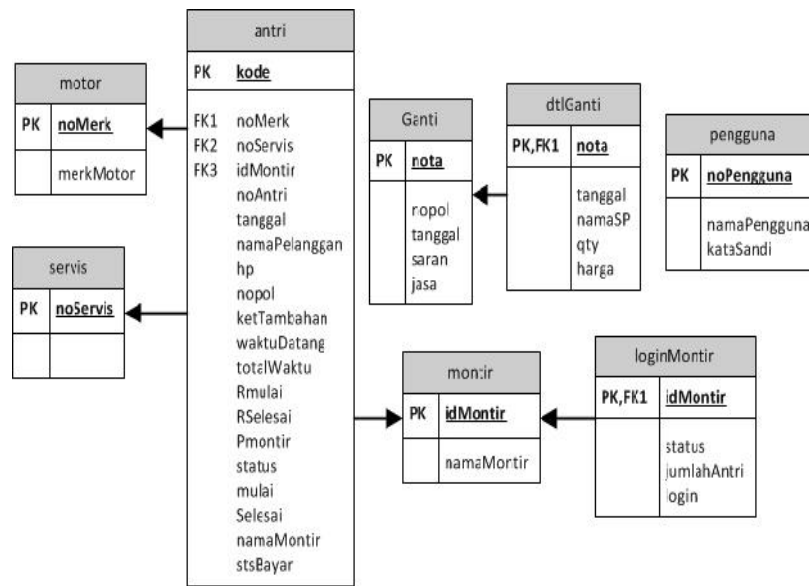 motor
PK noMerk
merkMotor
servis
PK noServis
antri
PK kode
FK1 noMerk
FK2 noServis
FK3 idMontir
noAntri
tanggal
namaPelanggan
hp
nopol
ketTambahan
waktuDatang
totalWaktu
Rmulai
RSelesai
Pmontir
status
mulai
Selesai
namaMontir
stsBayar
Ganti
PK nota
nopol
tanggal
saran
jasa
dtlGanti
PK,FK1 nota
tanggal
namaSP
qty
harga
pengguna
PK noPengguna
namaPengguna
kataSandi
montir
PK idMontir
namaMontir
loginMontir
PK,FK1 idMontir
status
jumlahAntri
login